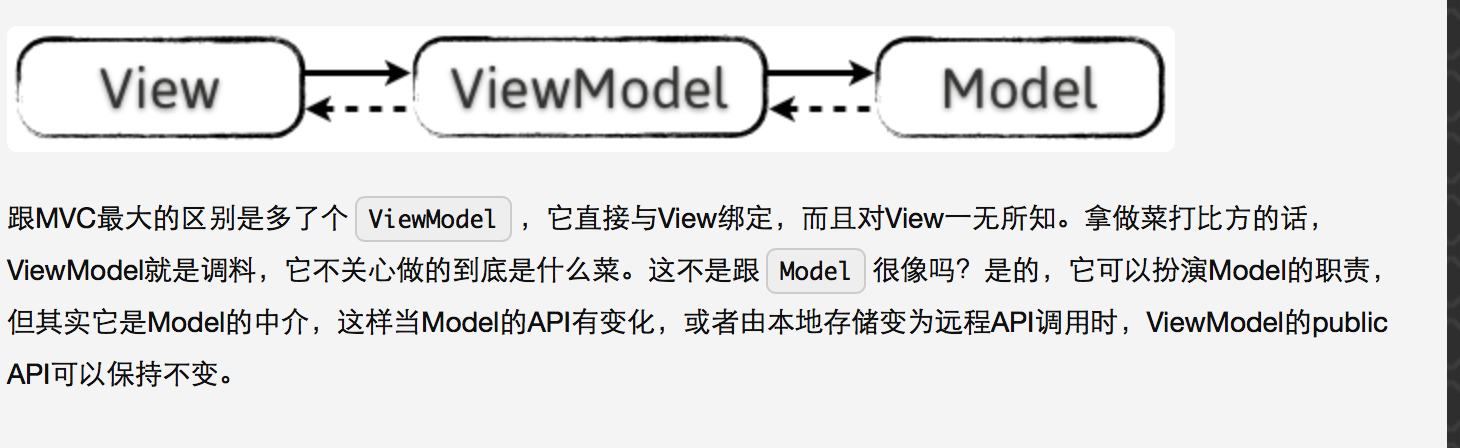 View ViewModel Model
跟MVC最大的区别是多了个 ViewModel ，它直接与View绑定，而且对View一无所知。拿做菜打比方的话，
ViewModel就是调料，它不关心做的到底是什么菜。这不是跟 Model 很像吗？是的，它可以扮演Model的职责，
但其实它是Model的中介，这样当Model的API有变化，或者由本地存储变为远程API调用时，ViewModel的public
API可以保持不变。